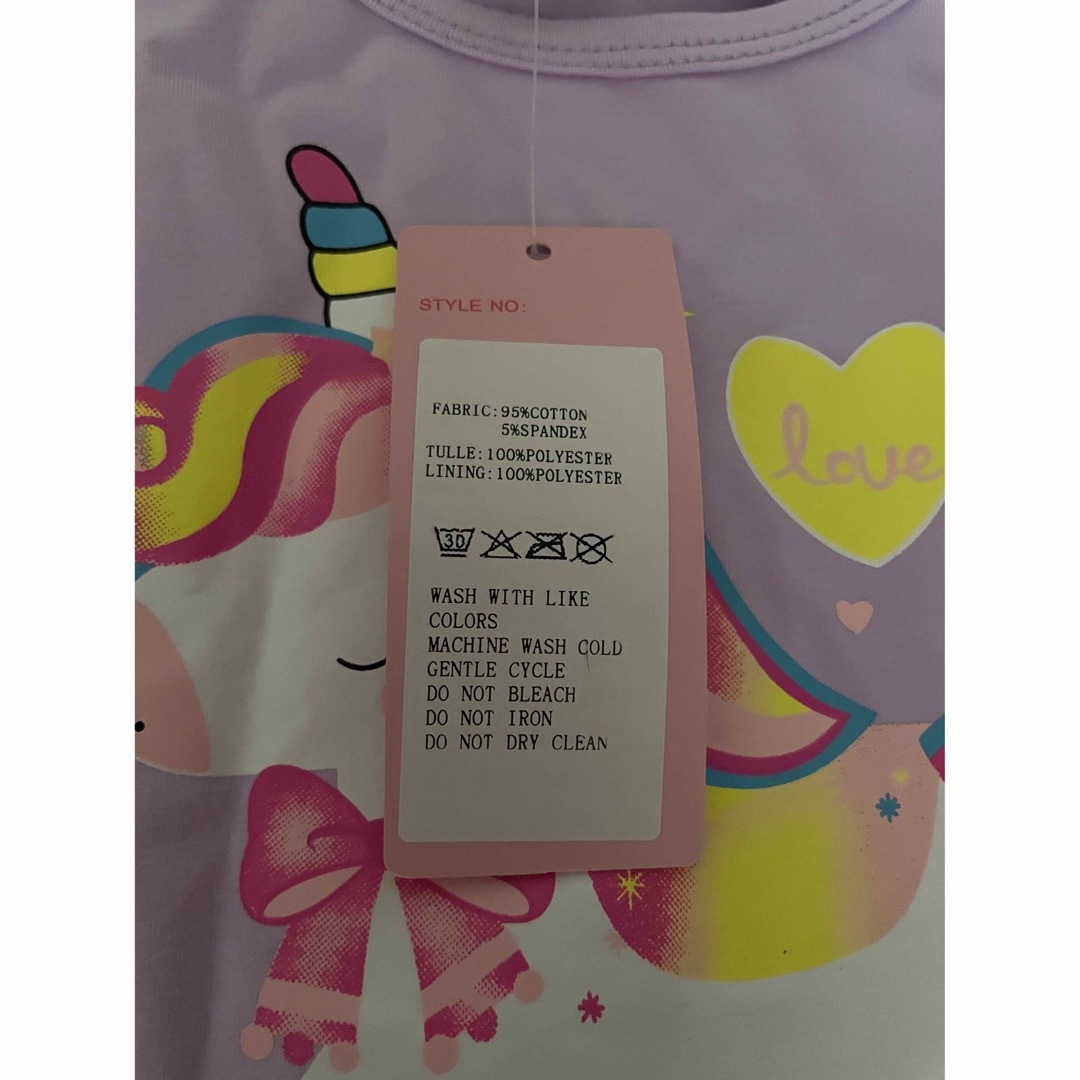 STYLE NO:
FABRIC:95%COTTON
5%SPANDEX
TULLE:100%POLYESTER
LINING:100%POLYESTER
30
WASH WITH LIKE
COLORS
MACHINE WASH COLD
GENTLE CYCLE
DO NOT BLEACH
DO NOT IRON
DO NOT DRY CLEAN
love